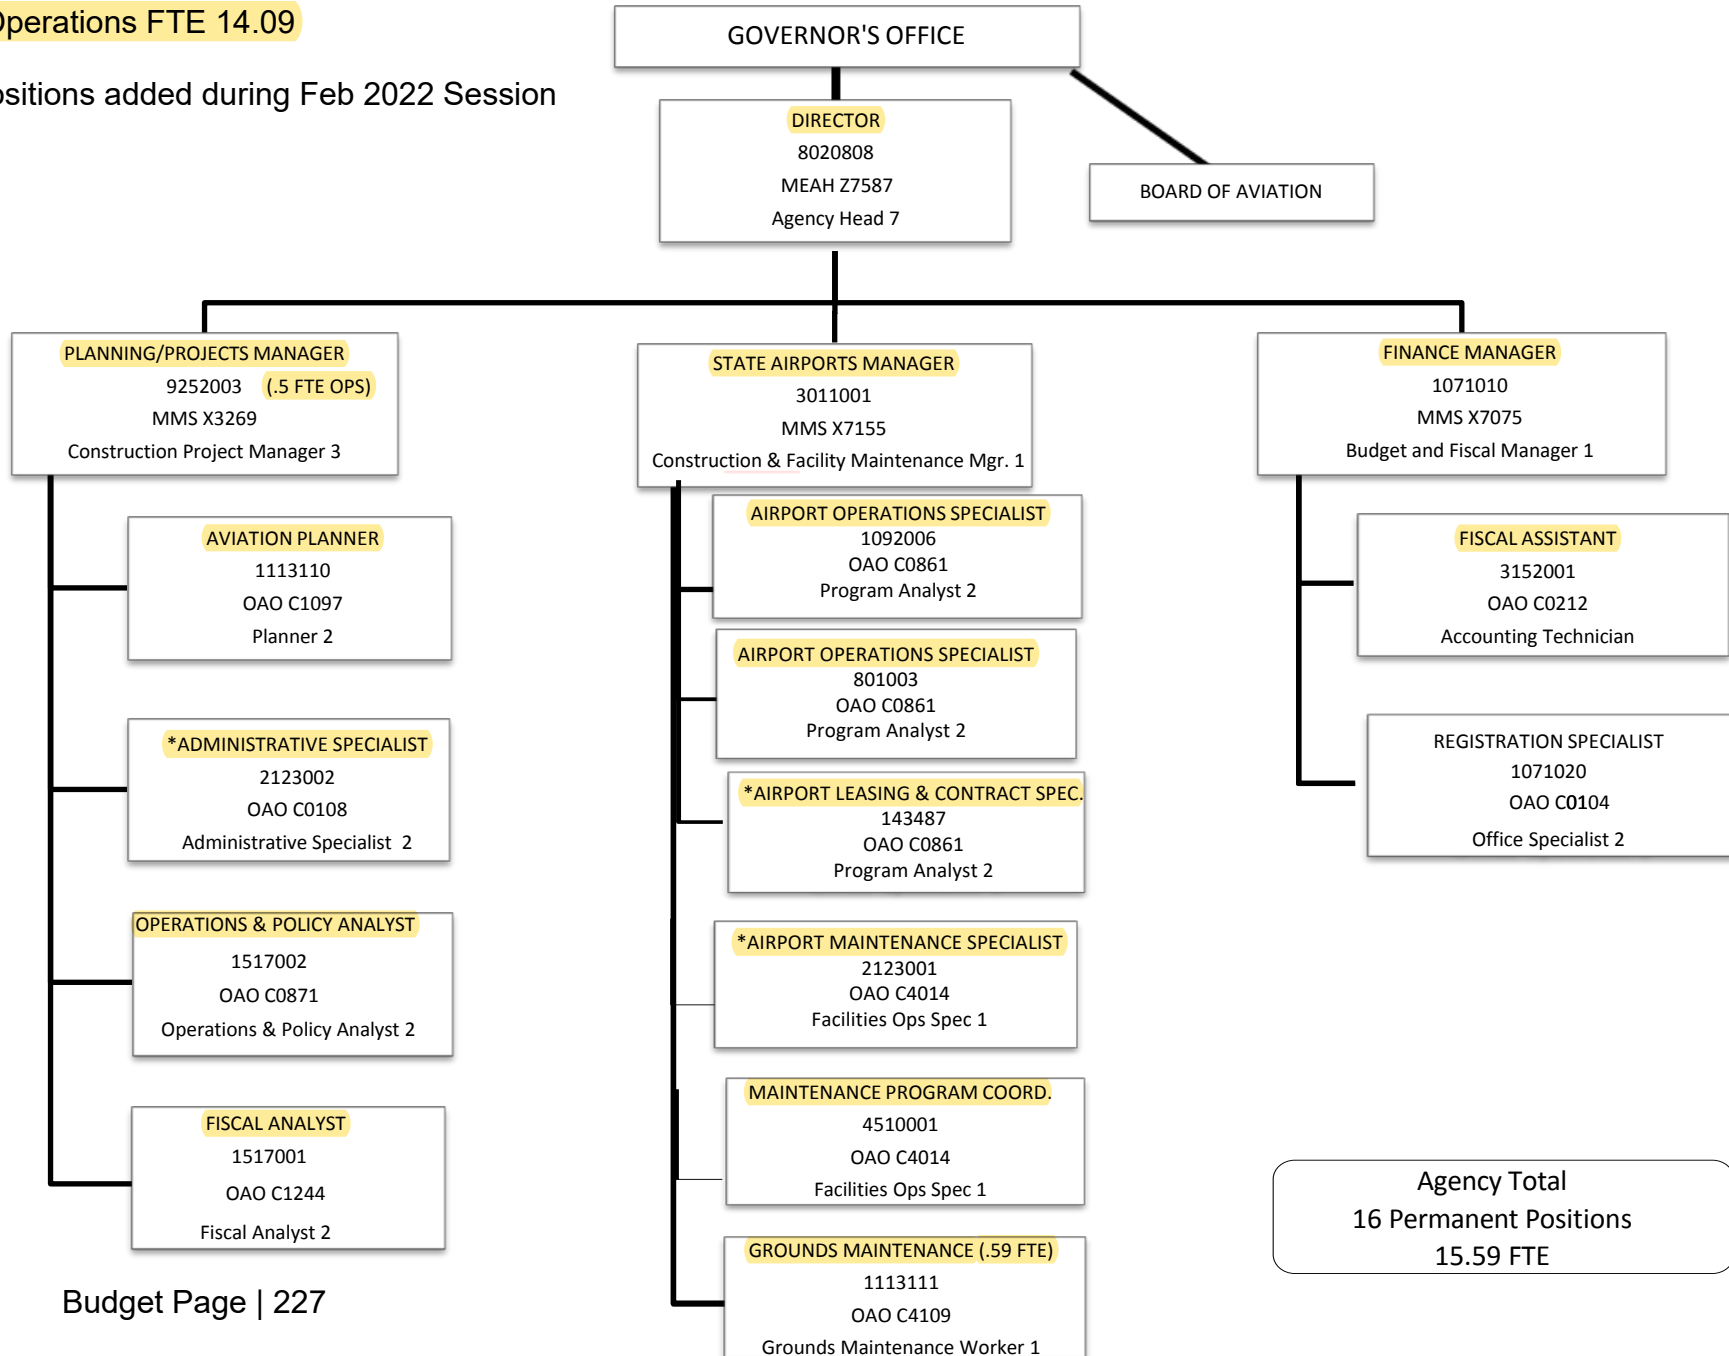 Operations FTE 14.09
ositions added during Feb 2022 Session
GOVERNOR'S OFFICE
DIRECTOR
8020808
MEAH Z7587
Agency Head 7
BOARD OF AVIATION
PLANNING/PROJECTS MANAGER
9252003 (.5 FTE OPS)
MMS X3269
Construction Project Manager 3
AVIATION PLANNER
1113110
OAO C1097
Planner 2
*ADMINISTRATIVE SPECIALIST
2123002
OAO C0108
Administrative Specialist 2
OPERATIONS & POLICY ANALYST
1517002
OAO C0871
Operations & Policy Analyst 2
FISCAL ANALYST
1517001
OAO C1244
Fiscal Analyst 2
STATE AIRPORTS MANAGER
3011001
MMS X7155
Construction & Facility Maintenance Mgr. 1
AIRPORT OPERATIONS SPECIALIST
1092006
OAO C0861
Program Analyst 2
AIRPORT OPERATIONS SPECIALIST
801003
OAO C0861
Program Analyst 2
*AIRPORT LEASING & CONTRACT SPEC.
143487
OAO C0861
Program Analyst 2
*AIRPORT MAINTENANCE SPECIALIST
2123001
OAO C4014
Facilities Ops Spec 1
MAINTENANCE PROGRAM COORD.
4510001
OAO C4014
Facilities Ops Spec 1
GROUNDS MAINTENANCE (.59 FTE)
1113111
OAO C4109
Grounds Maintenance Worker 1
FINANCE MANAGER
1071010
MMS X7075
Budget and Fiscal Manager 1
FISCAL ASSISTANT
3152001
OAO C0212
Accounting Technician
REGISTRATION SPECIALIST
1071020
OAO C0104
Office Specialist 2
Agency Total
16 Permanent Positions
15.59 FTE
Budget Page | 227